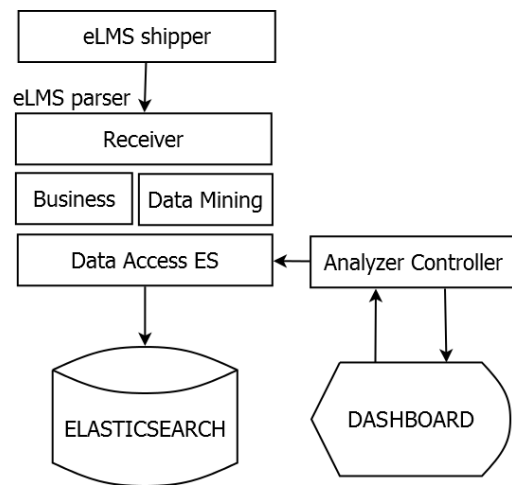 eLMS shipper
eLMS parser
Receiver
Business
Data Mining
Data Access ES
Analyzer Controller
ELASTICSEARCH
DASHBOARD